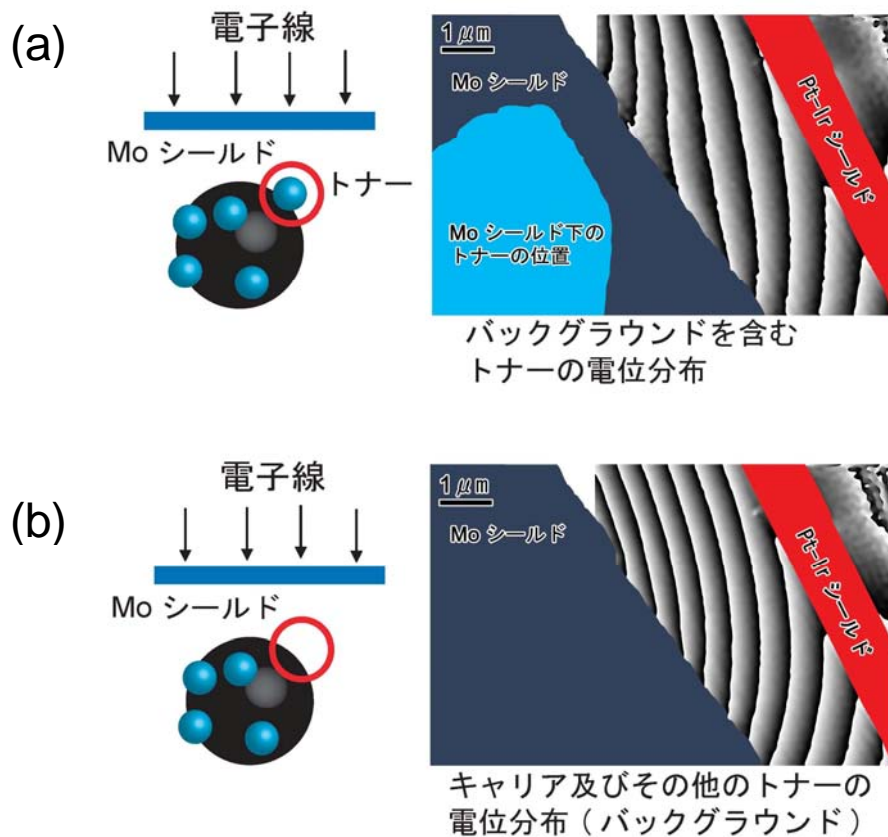 (a)
電子線
Mo シールド
トナー
1μm
Mo シールド
Mo シールド下の
トナーの位置
Pt-Ir シールド
バックグラウンドを含む
トナーの電位分布
(b)
電子線
Mo シールド
1μm
Mo シールド
Pt-Ir シールド
キャリア及びその他のトナーの
電位分布(バックグラウンド)